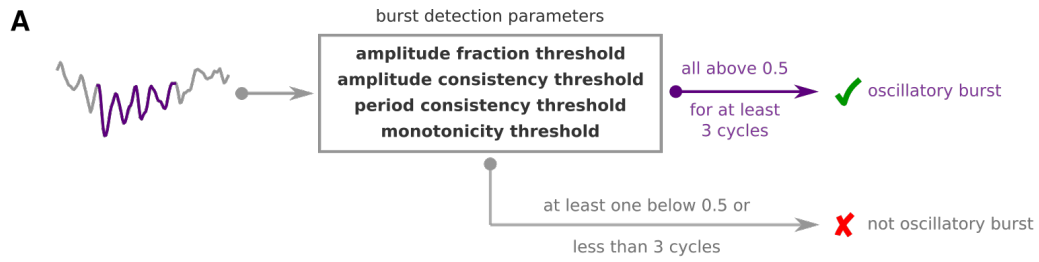 A
burst detection parameters
amplitude fraction threshold
amplitude consistency threshold
period consistency threshold
monotonicity threshold
all above 0.5
for at least
3 cycles
oscillatory burst
at least one below 0.5 or
less than 3 cycles
not oscillatory burst